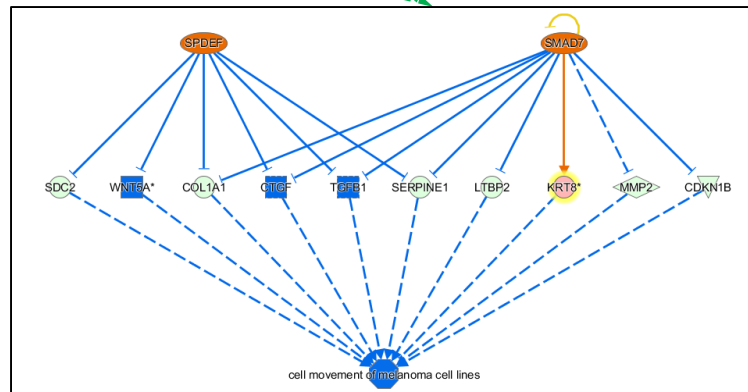 SPDEF SMAD7
SDC2 WNT5A* COL1A1 CTGF TGFB1 SERPINE1 LTBP2 KRT8* MMP2 CDKN1B
cell movement of melanoma cell lines